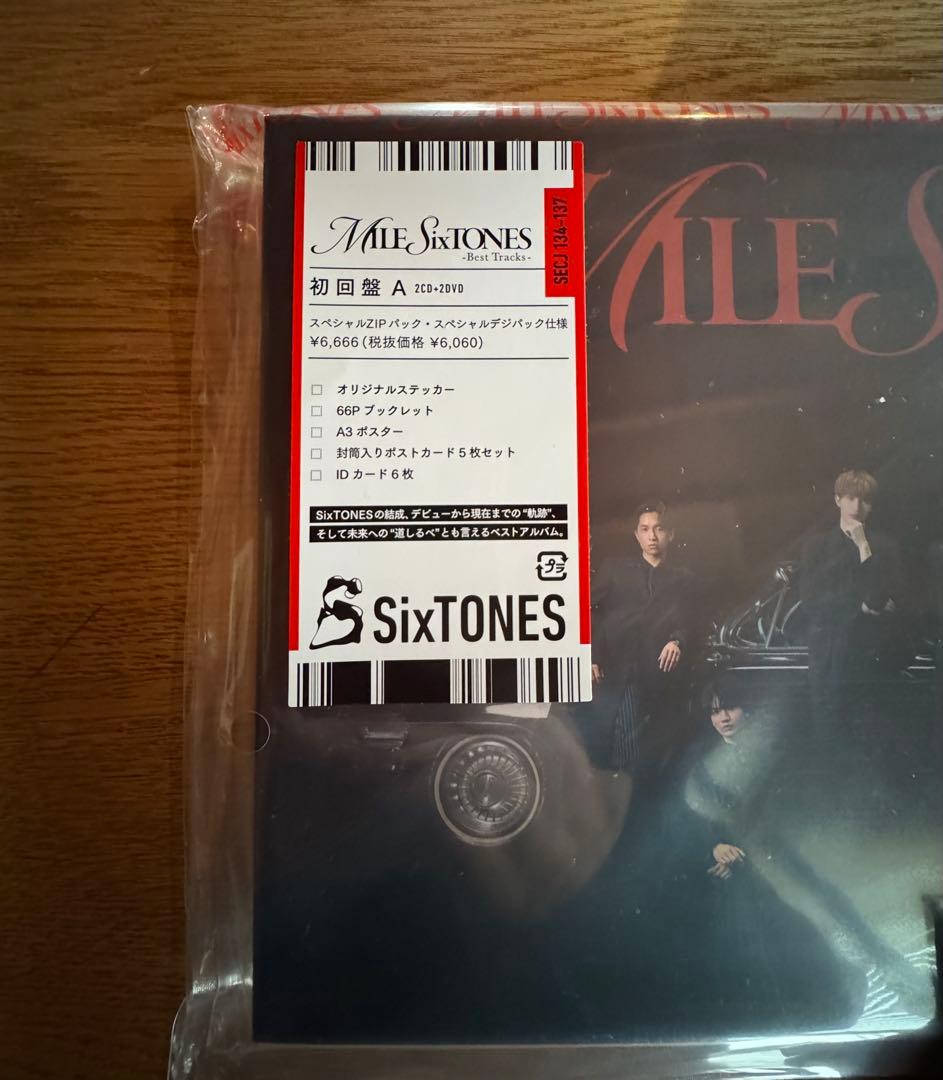 MILE SixTONES
-Best Tracks-
SECJ 134-137
初回盤 A 2CD+2DVD
スペシャルZIPパック・スペシャルデジパック仕様
¥6,666(税抜価格 ¥6,060)
□ オリジナルステッカー
□ 66P ブックレット
□ A3 ポスター
□ 封筒入りポストカード5枚セット
□ IDカード6枚
SixTONESの結成、デビューから現在までの“軌跡”、
そして未来への“道しるべ”とも言えるベストアルバム。
プラ
SixTONES
MILE S